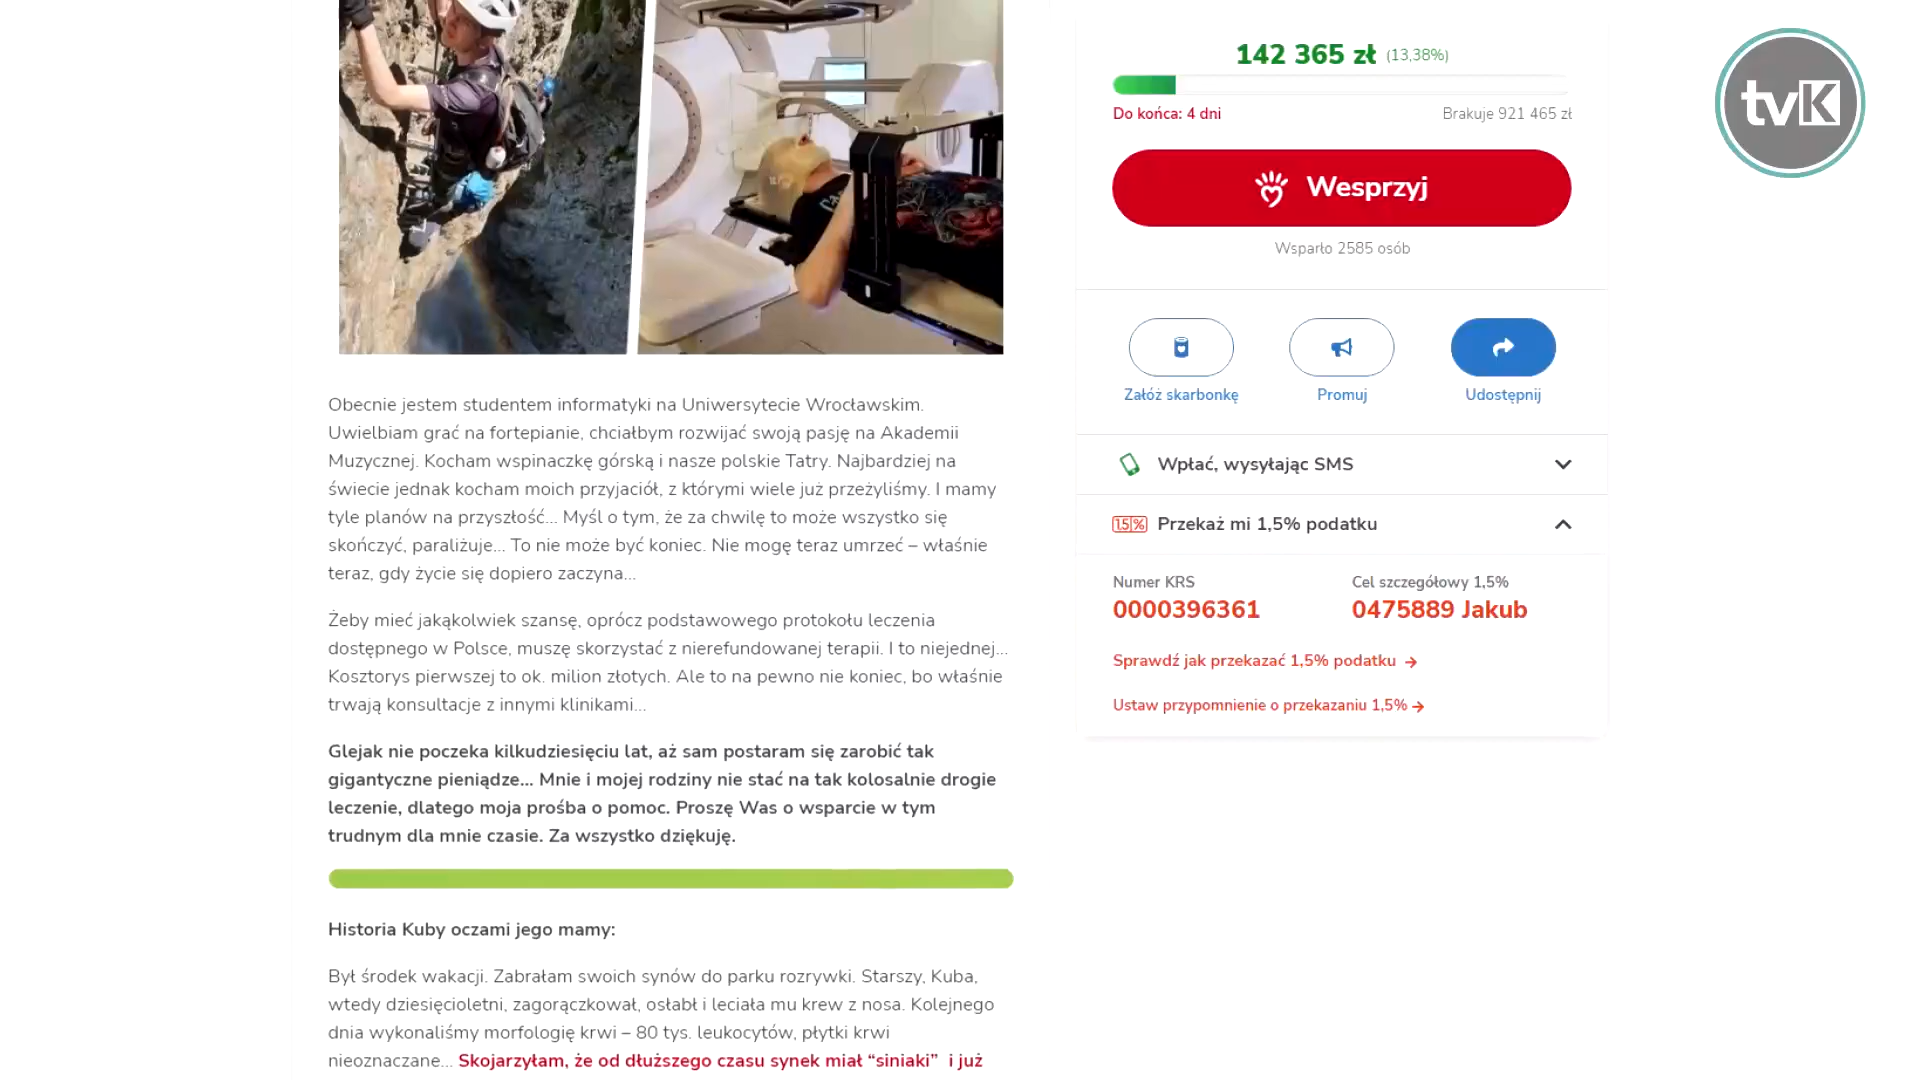 142 365 zł (13,38%)
Do końca: 4 dni
Brakuje 921 465 zł
Wesprzyj
Wsparło 2585 osób
Załóż skarbonkę
Promuj
Udostępnij
Wpłać, wysyłając SMS
1,5% Przekaż mi 1,5% podatku
Numer KRS
0000396361
Cel szczegółowy 1,5%
0475889 Jakub
Sprawdź jak przekazać 1,5% podatku
Ustaw przypomnienie o przekazaniu 1,5%
tvK
Obecnie jestem studentem informatyki na Uniwersytecie Wrocławskim.
Uwielbiam grać na fortepianie, chciałbym rozwijać swoją pasję na Akademii
Muzycznej. Kocham wspinaczkę górską i nasze polskie Tatry. Najbardziej na
świecie jednak kocham moich przyjaciół, z którymi wiele już przeżyliśmy. I mamy
tyle planów na przyszłość... Myśl o tym, że za chwilę to może wszystko się
skończyć, paraliżuje... To nie może być koniec. Nie mogę teraz umrzeć – właśnie
teraz, gdy życie się dopiero zaczyna...
Żeby mieć jakąkolwiek szansę, oprócz podstawowego protokołu leczenia
dostępnego w Polsce, muszę skorzystać z nierefundowanej terapii. I to niejednej...
Kosztorys pierwszej to ok. milion złotych. Ale to na pewno nie koniec, bo właśnie
trwają konsultacje z innymi klinikami...
Glejak nie poczeka kilkudziesięciu lat, aż sam postaram się zarobić tak
gigantyczne pieniądze... Mnie i mojej rodziny nie stać na tak kolosalnie drogie
leczenie, dlatego moja prośba o pomoc. Proszę Was o wsparcie w tym
trudnym dla mnie czasie. Za wszystko dziękuję.
Historia Kuby oczami jego mamy:
Był środek wakacji. Zabrałam swoich synów do parku rozrywki. Starszy, Kuba,
wtedy dziesięcioletni, zagorączkował, osłabł i leciała mu krew z nosa. Kolejnego
dnia wykonaliśmy morfologię krwi – 80 tys. leukocytów, płytki krwi
nieoznaczane... Skojarzyłam, że od dłuższego czasu synek miał “siniaki” i już